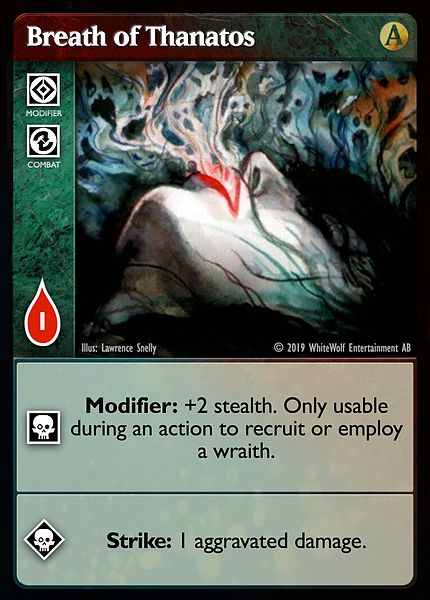 Breath of Thanatos
A
MODIFIER
COMBAT
1
Illus: Lawrence Snelly
© 2019 WhiteWolf Entertainment AB
Modifier: +2 stealth. Only usable
during an action to recruit or employ
a wraith.
Strike: 1 aggravated damage.